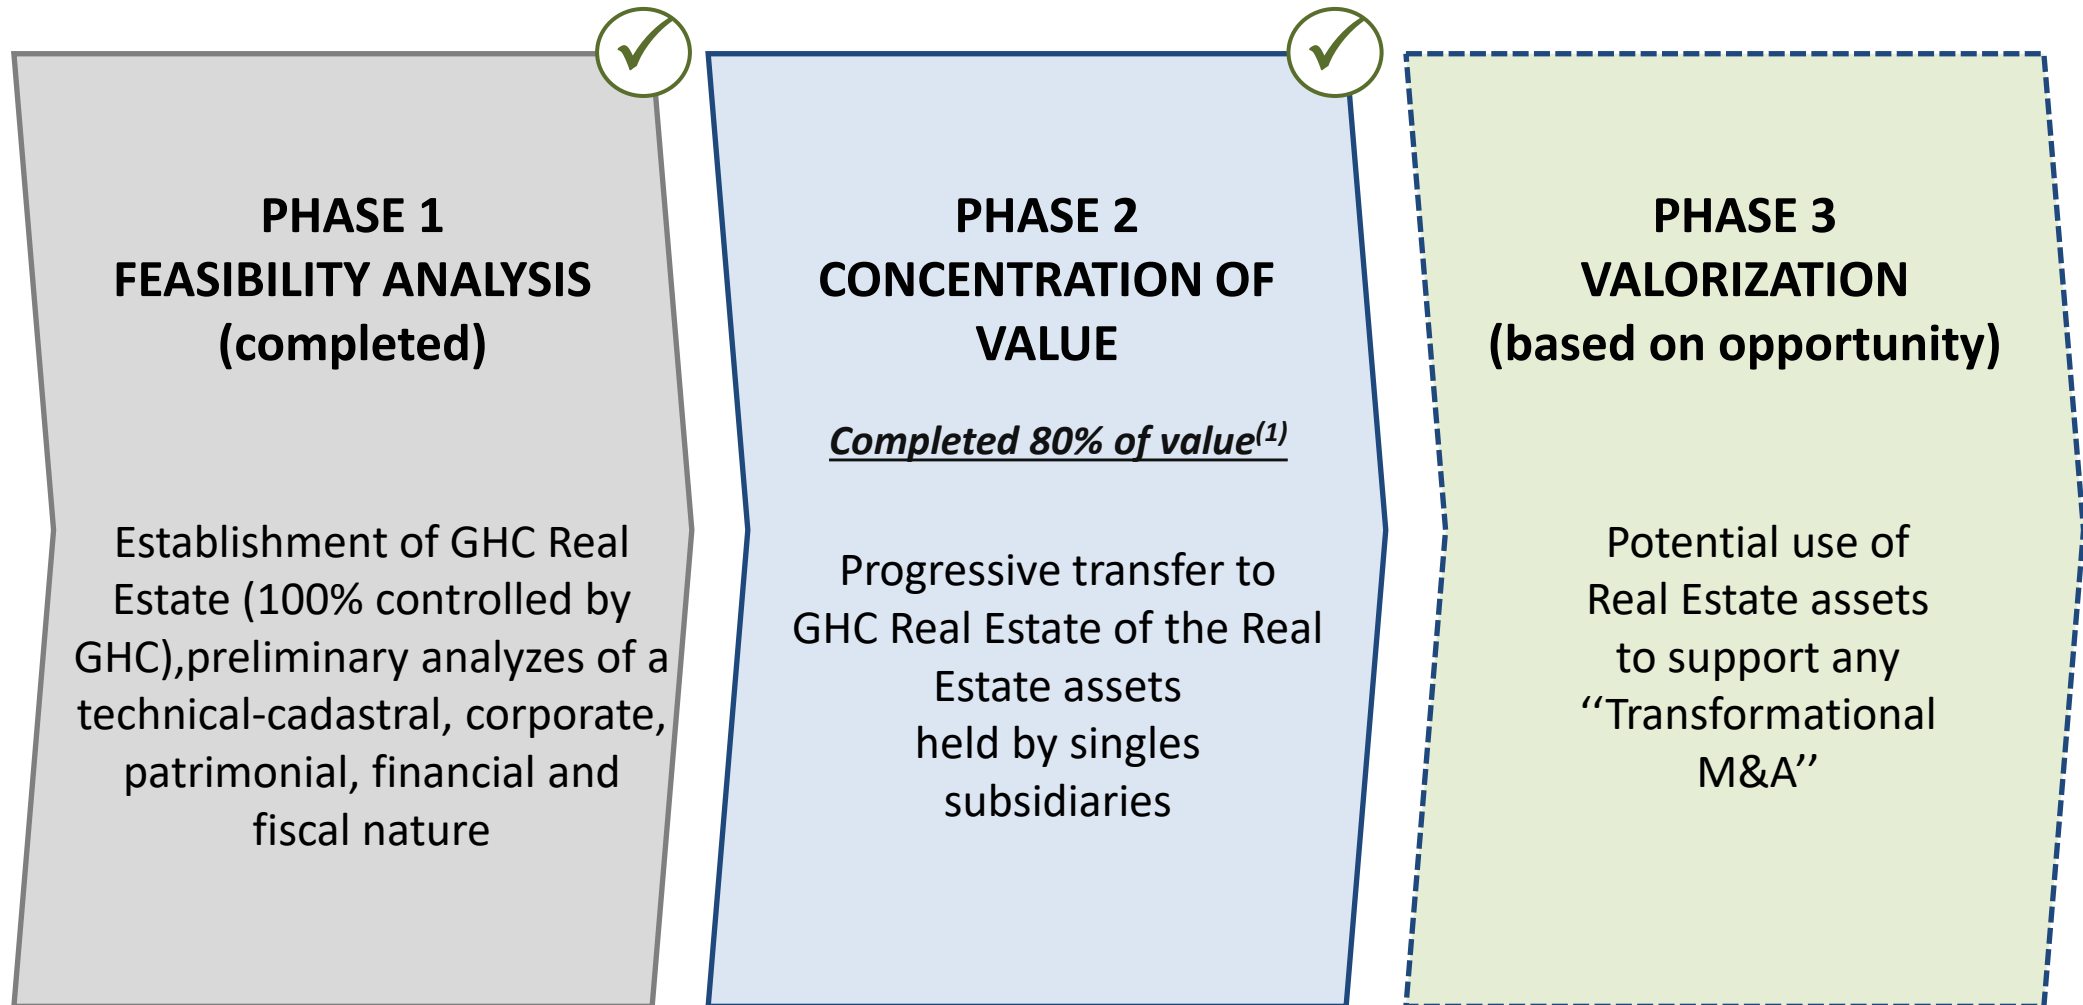 PHASE 1
FEASIBILITY ANALYSIS
(completed)
Establishment of GHC Real
Estate (100% controlled by
GHC),preliminary analyzes of a
technical-cadastral, corporate,
patrimonial, financial and
fiscal nature
PHASE 2
CONCENTRATION OF
VALUE
Completed 80% of value(1)
Progressive transfer to
GHC Real Estate of the Real
Estate assets
held by singles
subsidiaries
PHASE 3
VALORIZATION
(based on opportunity)
Potential use of
Real Estate assets
to support any
‘‘Transformational
M&A’’